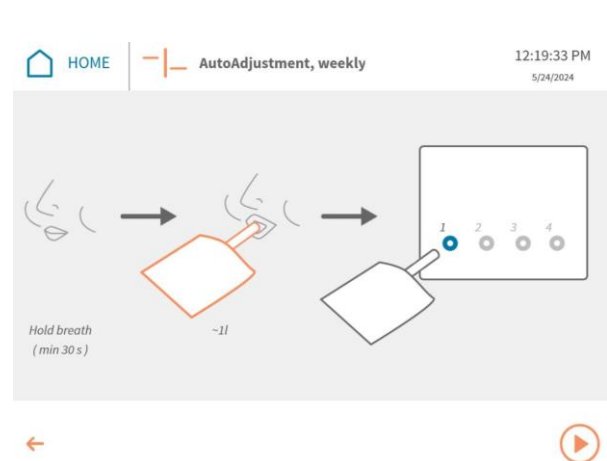 HOME
AutoAdjustment, weekly
12:19:33 PM
5/24/2024
1 2 3 4
Hold breath
( min 30 s )
~1l